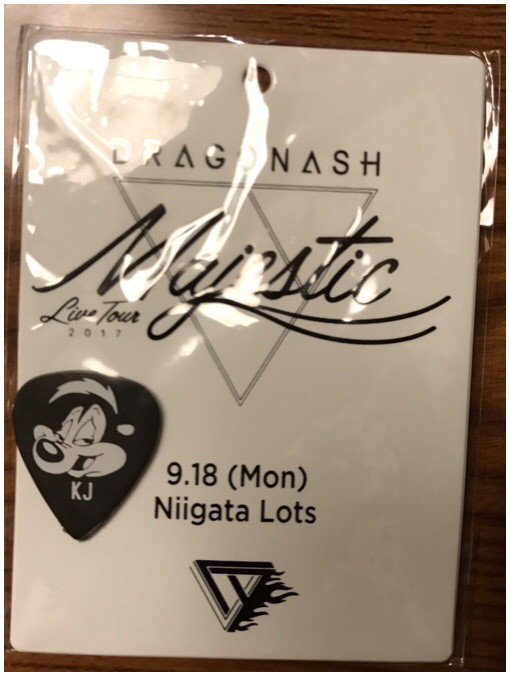 DRAGONASH
Majestic
Live Tour
2017
KJ
9.18 (Mon)
Niigata Lots